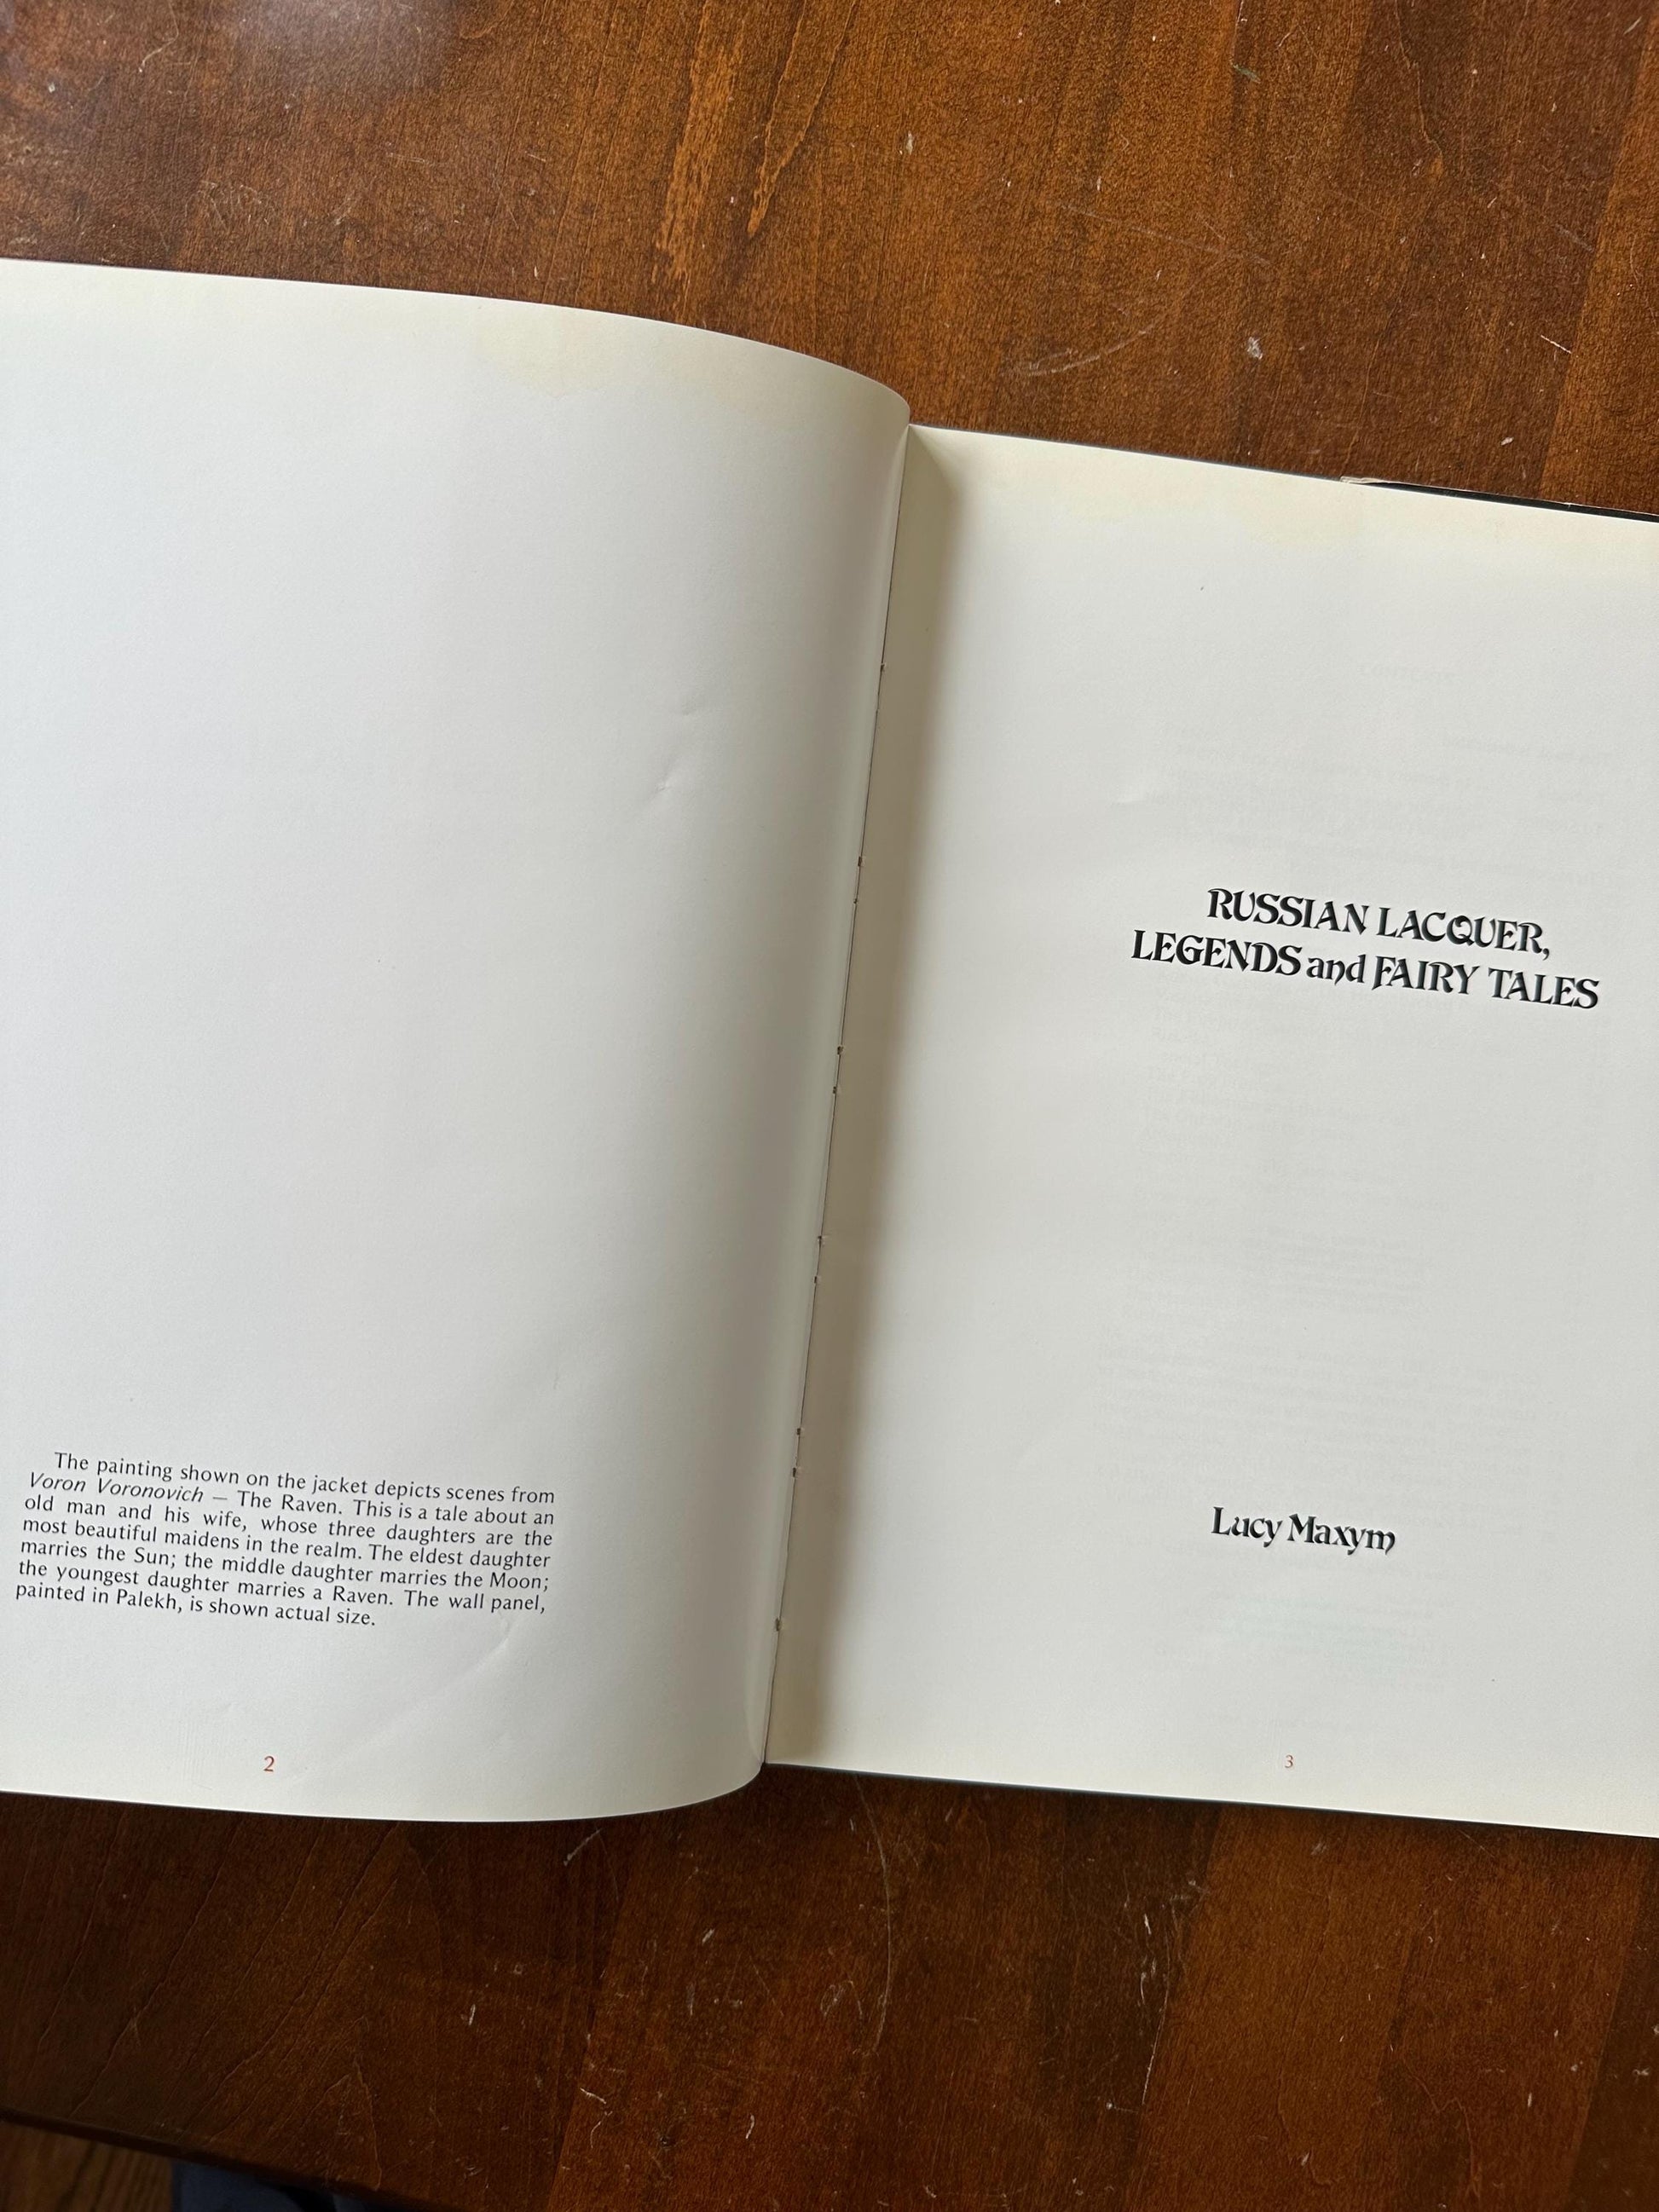 The painting shown on the jacket depicts scenes from
Voron Voronovich — The Raven. This is a tale about an
old man and his wife, whose three daughters are the
most beautiful maidens in the realm. The eldest daughter
marries the Sun; the middle daughter marries the Moon;
the youngest daughter marries a Raven. The wall panel,
painted in Palekh, is shown actual size.
2
RUSSIAN LACQUER,
LEGENDS and FAIRY TALES
Lucy Maxym
3